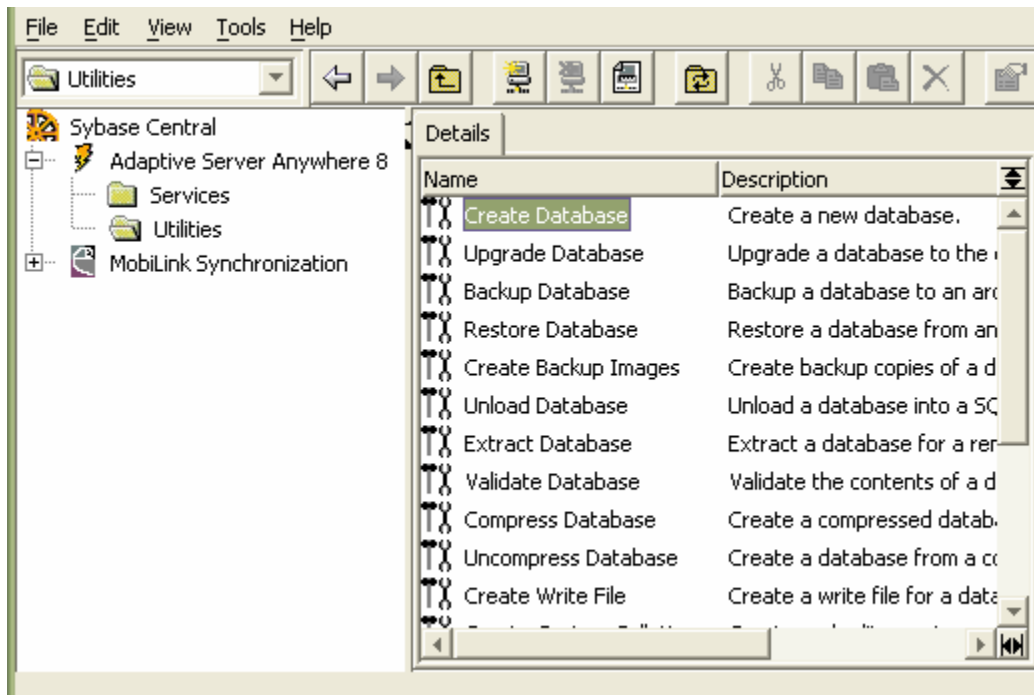 File Edit View Tools Help
Utilities
Sybase Central
Adaptive Server Anywhere 8
Services
Utilities
MobiLink Synchronization
Details
Name Description
Create Database Create a new database.
Upgrade Database Upgrade a database to the
Backup Database Backup a database to an
Restore Database Restore a database from an
Create Backup Images Create backup copies of a
Unload Database Unload a database into a
Extract Database Extract a database for a
Validate Database Validate the contents of a
Compress Database Create a compressed
Uncompress Database Create a database from a
Create Write File Create a write file for a